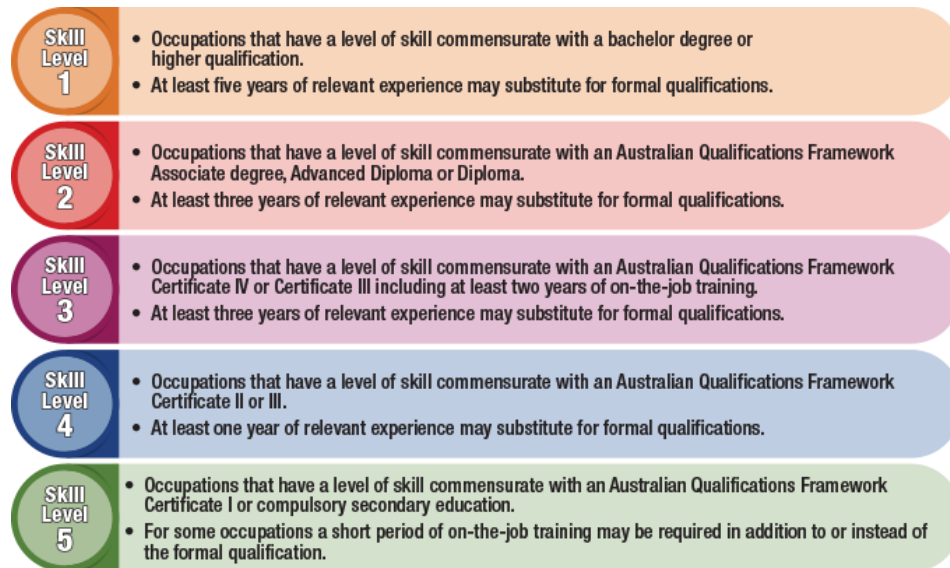 Skill
Level
1
• Occupations that have a level of skill commensurate with a bachelor degree or
higher qualification.
• At least five years of relevant experience may substitute for formal qualifications.
Skill
Level
2
• Occupations that have a level of skill commensurate with an Australian Qualifications Framework
Associate degree, Advanced Diploma or Diploma.
• At least three years of relevant experience may substitute for formal qualifications.
Skill
Level
3
• Occupations that have a level of skill commensurate with an Australian Qualifications Framework
Certificate IV or Certificate III including at least two years of on-the-job training.
• At least three years of relevant experience may substitute for formal qualifications.
Skill
Level
4
• Occupations that have a level of skill commensurate with an Australian Qualifications Framework
Certificate II or III.
• At least one year of relevant experience may substitute for formal qualifications.
Skill
Level
5
• Occupations that have a level of skill commensurate with an Australian Qualifications Framework
Certificate I or compulsory secondary education.
• For some occupations a short period of on-the-job training may be required in addition to or instead of
the formal qualification.